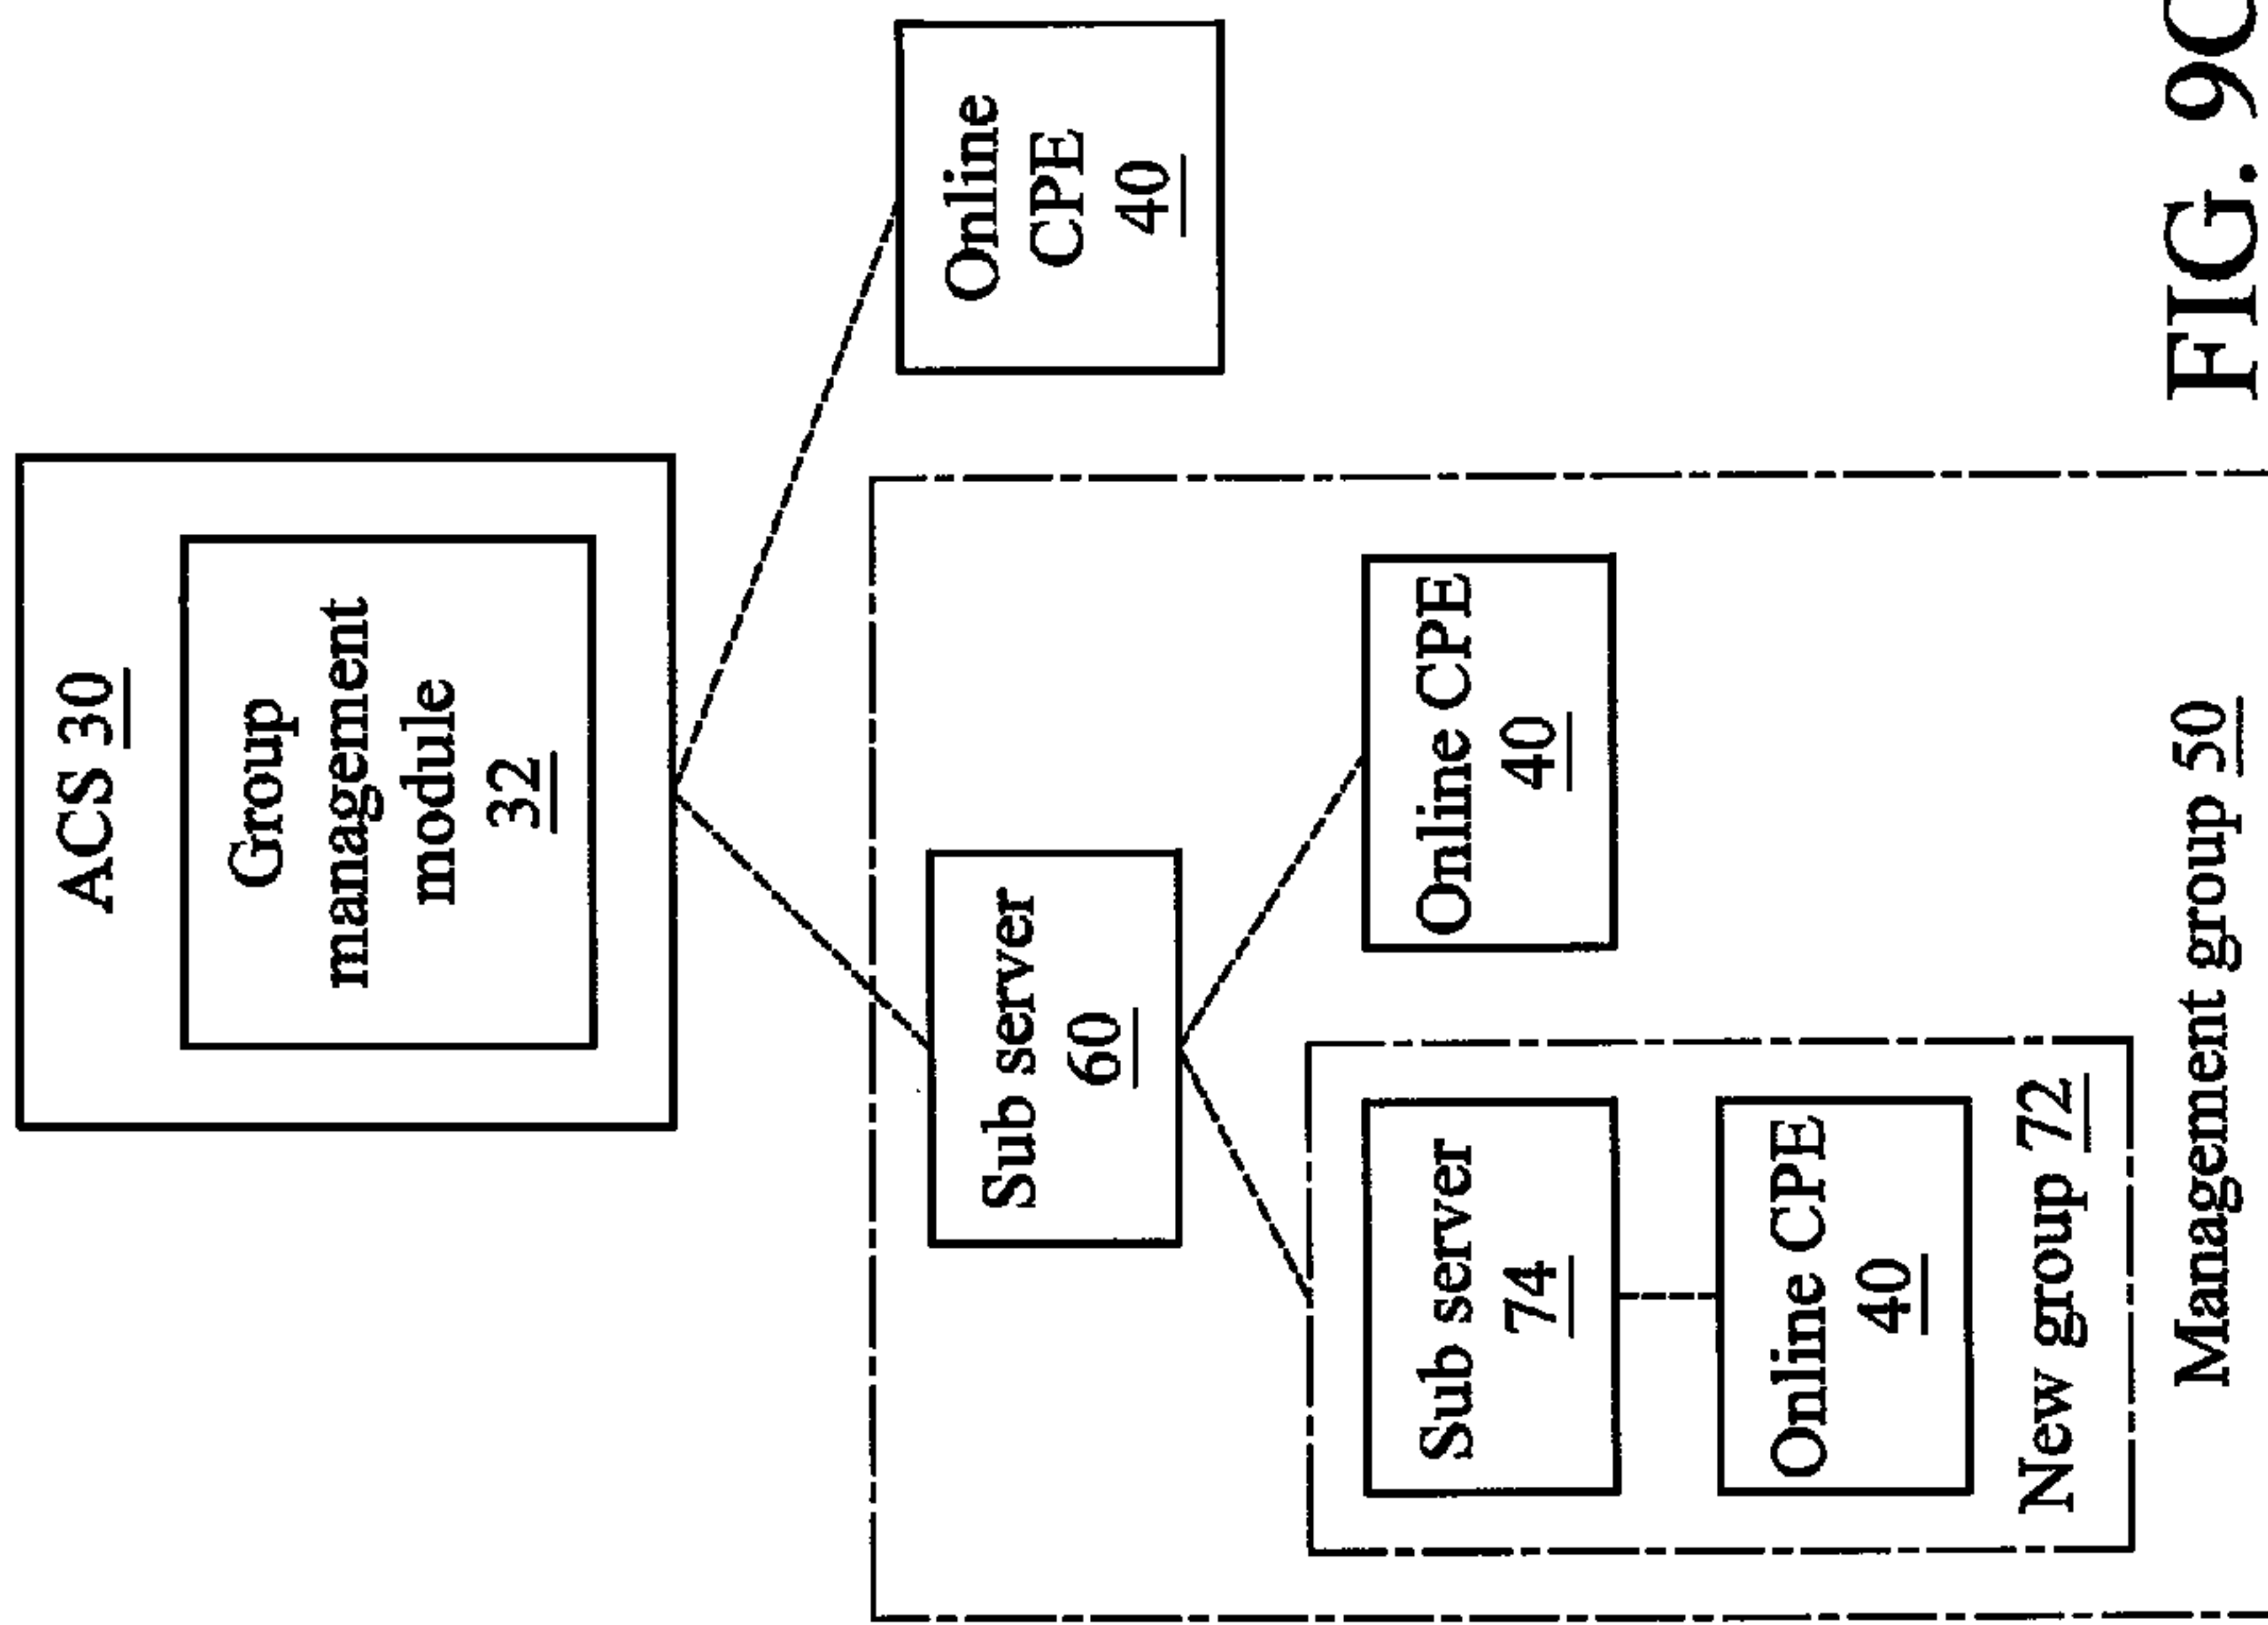 ACS 30
Group
management
module
32
Online
CPE
40
Sub server
60
Online CPE
40
Sub server
74
Online CPE
40
New group 72
Management group 50
FIG. 9C